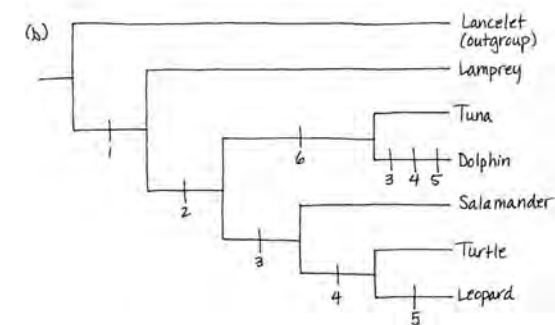 (b)
Lancelet
(outgroup)
Lamprey
Tuna
6
3 4 5
Dolphin
1
2
Salamander
3
Turtle
4
Leopard
5